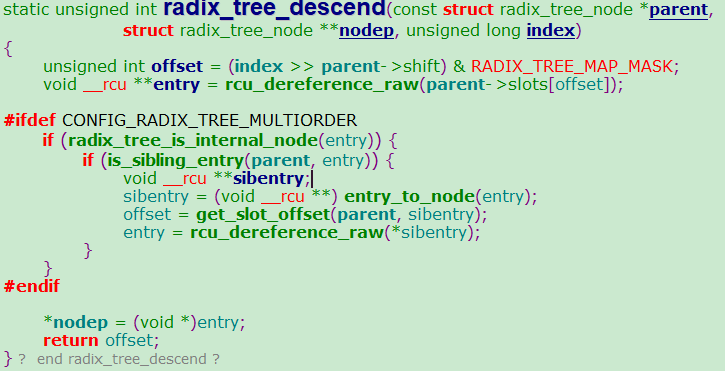 static unsigned int radix_tree_descend(const struct radix_tree_node *parent,
struct radix_tree_node **nodep, unsigned long index)
{
unsigned int offset = (index >> parent->shift) & RADIX_TREE_MAP_MASK;
void __rcu **entry = rcu_dereference_raw(parent->slots[offset]);
#ifdef CONFIG_RADIX_TREE_MULTIORDER
if (radix_tree_is_internal_node(entry)) {
if (is_sibling_entry(parent, entry)) {
void __rcu **sibentry;
sibentry = (void __rcu **) entry_to_node(entry);
offset = get_slot_offset(parent, sibentry);
entry = rcu_dereference_raw(*sibentry);
}
}
#endif
*nodep = (void *)entry;
return offset;
} ? end radix_tree_descend ?